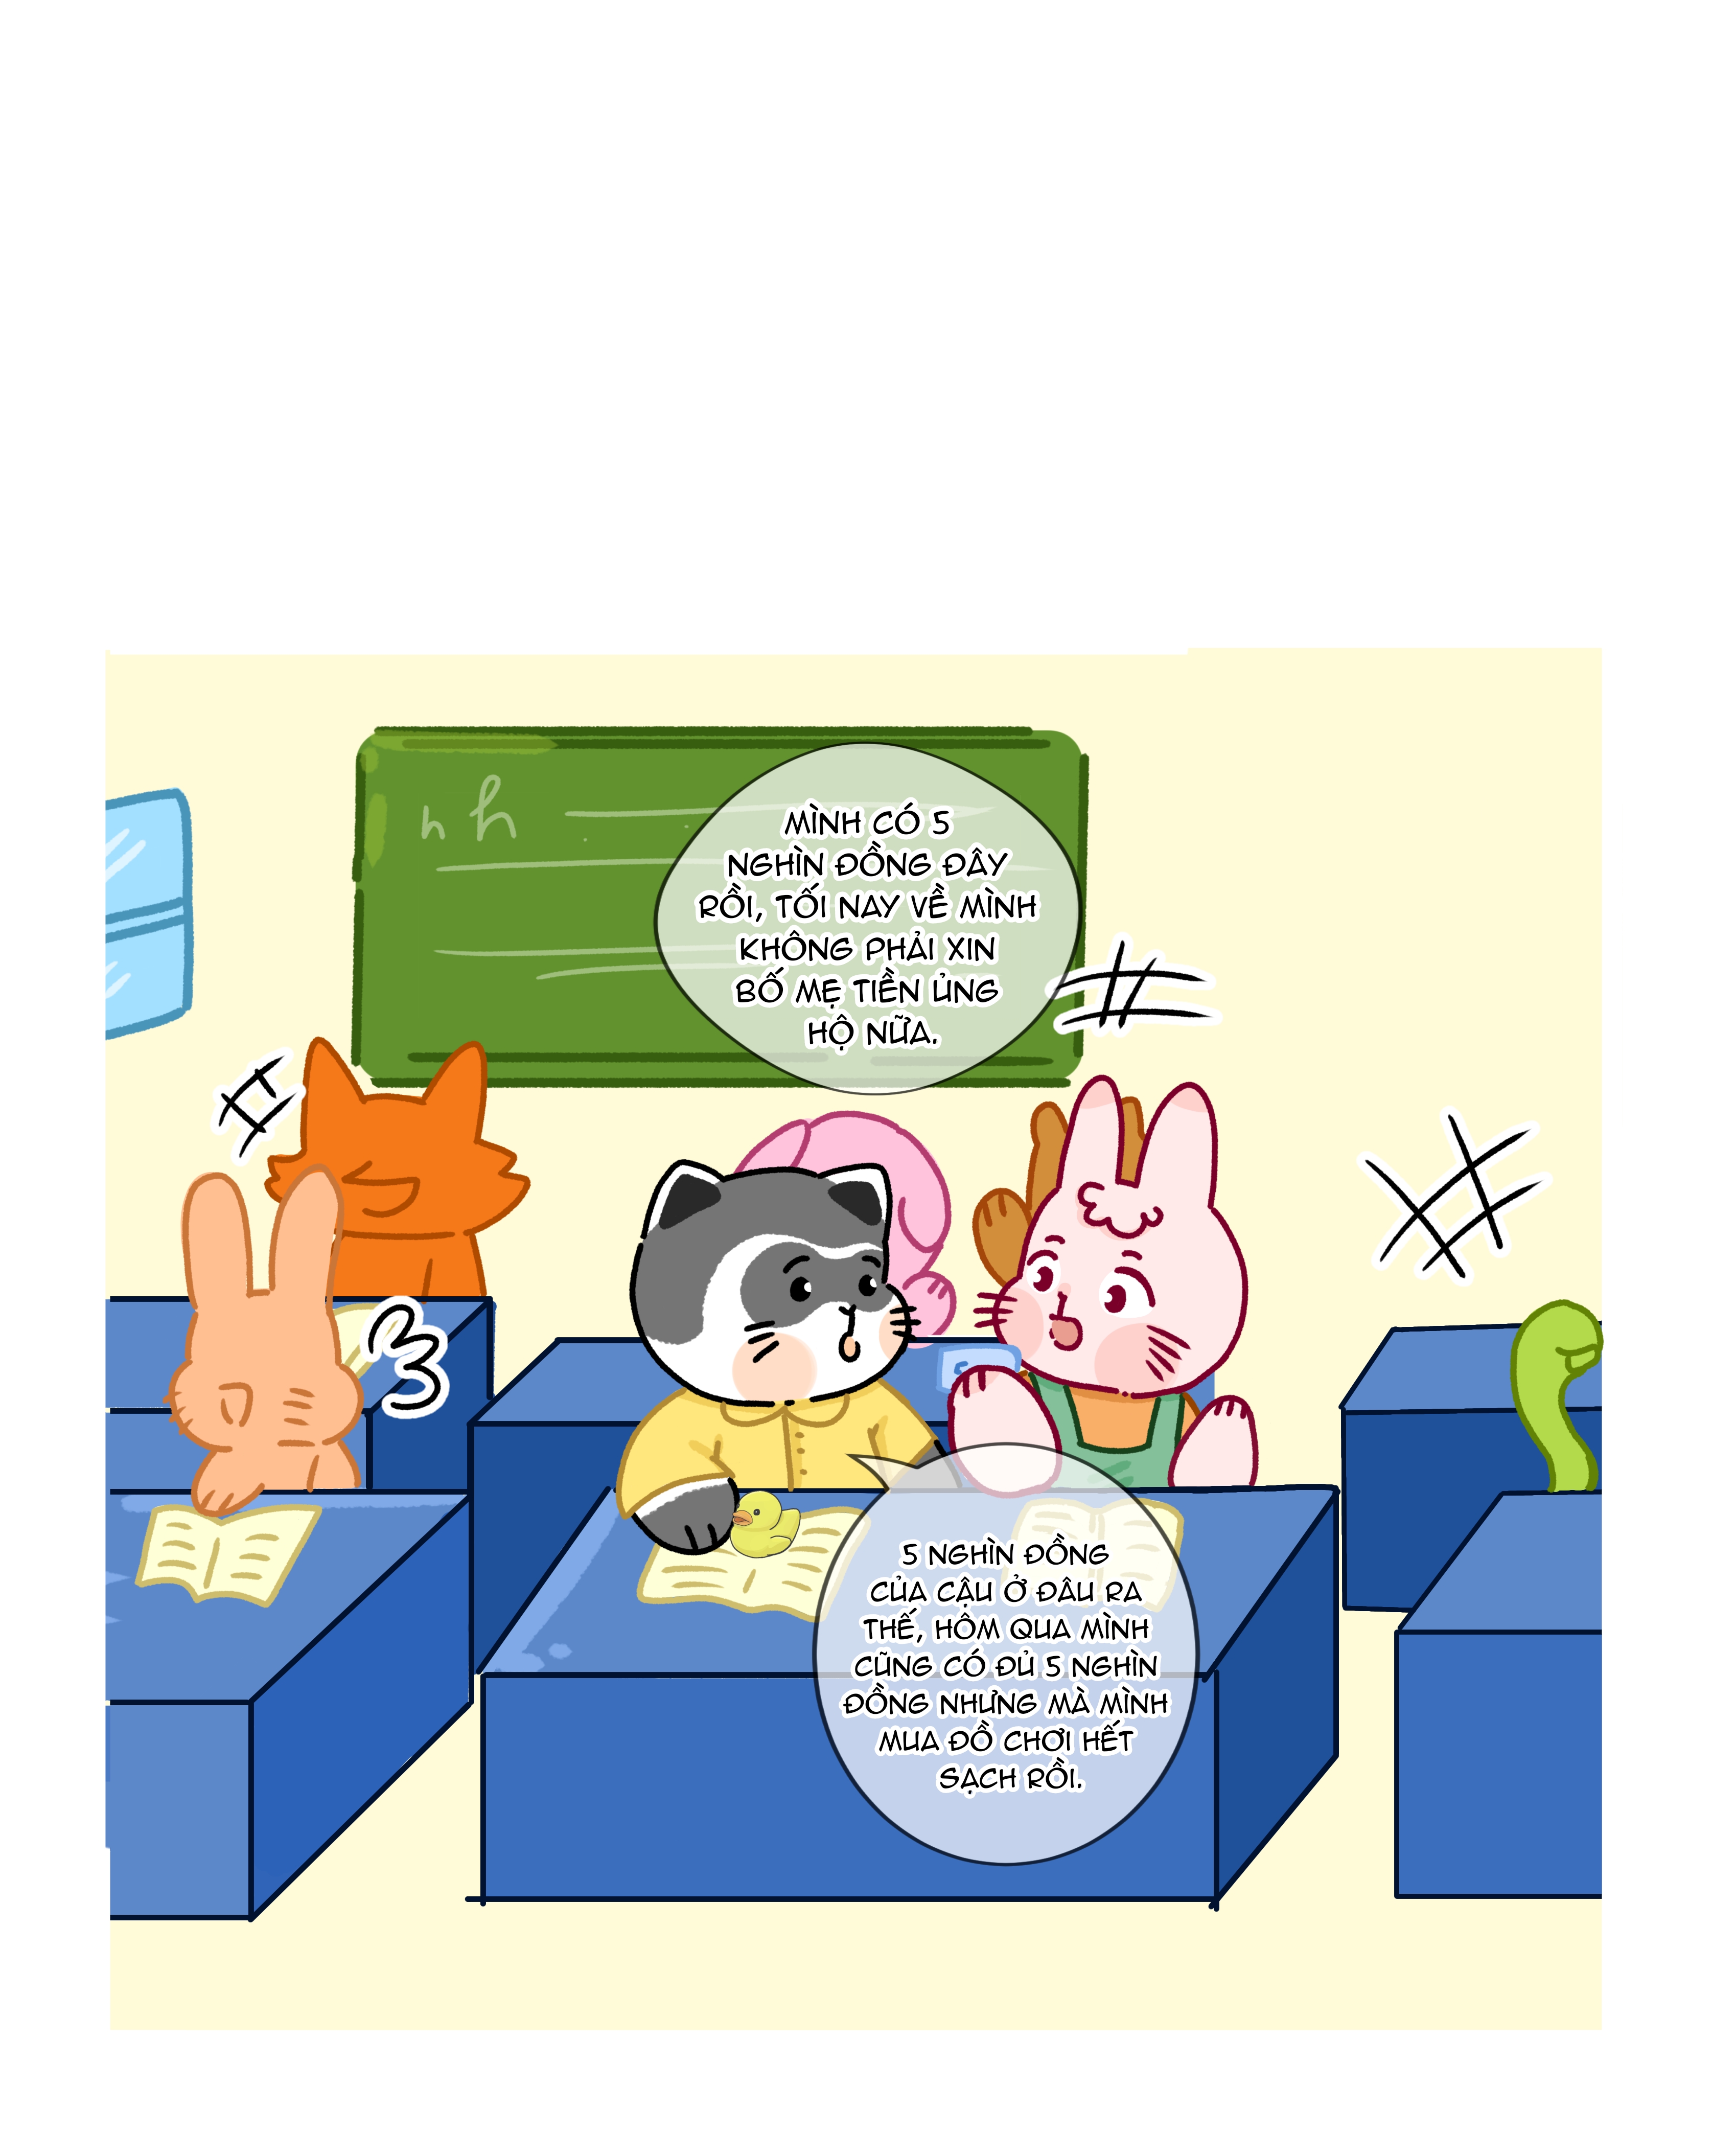 n h
MÌNH CÓ 5
NGHÌN ĐỒNG ĐÂY
RỒI, TỐI NAY VỀ MÌNH
KHÔNG PHẢI XIN
BỐ MẸ TIỀN ỦNG
HỘ NỮA.
5 NGHÌN ĐỒNG
CỦA CẬU Ở ĐÂU RA
THẾ, HÔM QUA MÌNH
CŨNG CÓ ĐỦ 5 NGHÌN
ĐỒNG NHƯNG MÀ MÌNH
MUA ĐỒ CHƠI HẾT
SẠCH RỒI.